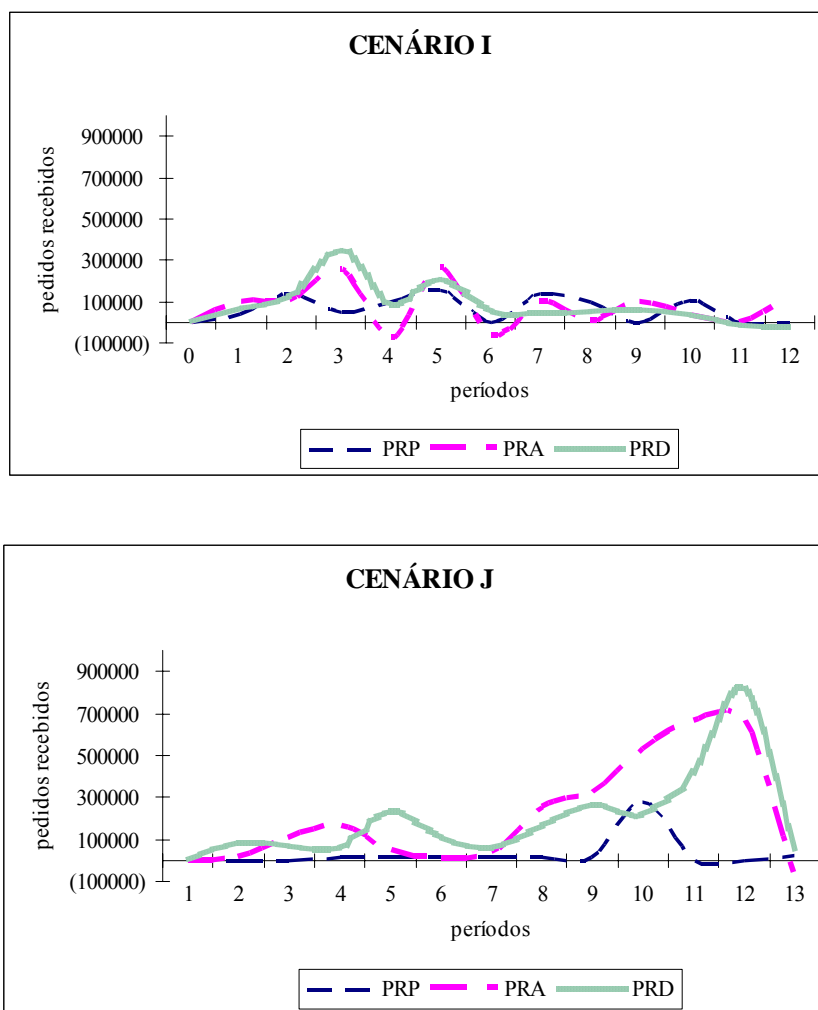 CENÁRIO I
pedidos recebidos
900000
700000
500000
300000
100000
(100000)
0 1 2 3 4 5 6 7 8 9 10 11 12
períodos
PRP PRA PRD
CENÁRIO J
pedidos recebidos
900000
700000
500000
300000
100000
(100000)
1 2 3 4 5 6 7 8 9 10 11 12 13
períodos
PRP PRA PRD